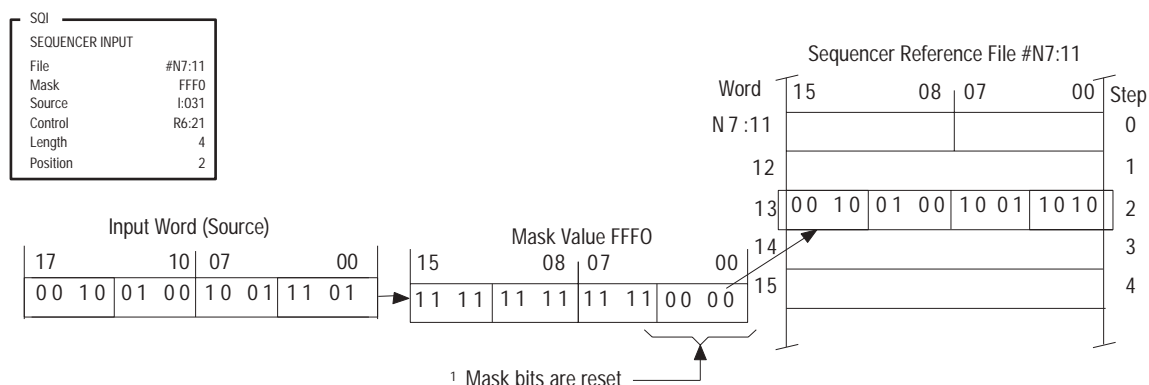 SQI
SEQUENCER INPUT
File #N7:11
Mask FFF0
Source I:031
Control R6:21
Length 4
Position 2
Sequencer Reference File #N7:11
Word 15 08 07 00 Step
N7:11 0
12 1
13 00 10 01 00 10 01 1010 2
14 3
15 4
Input Word (Source)
17 10 07 00
00 10 01 00 10 01 11 01
Mask Value FFFO
15 08 07 00
11 11 11 11 11 11 00 00
1 Mask bits are reset